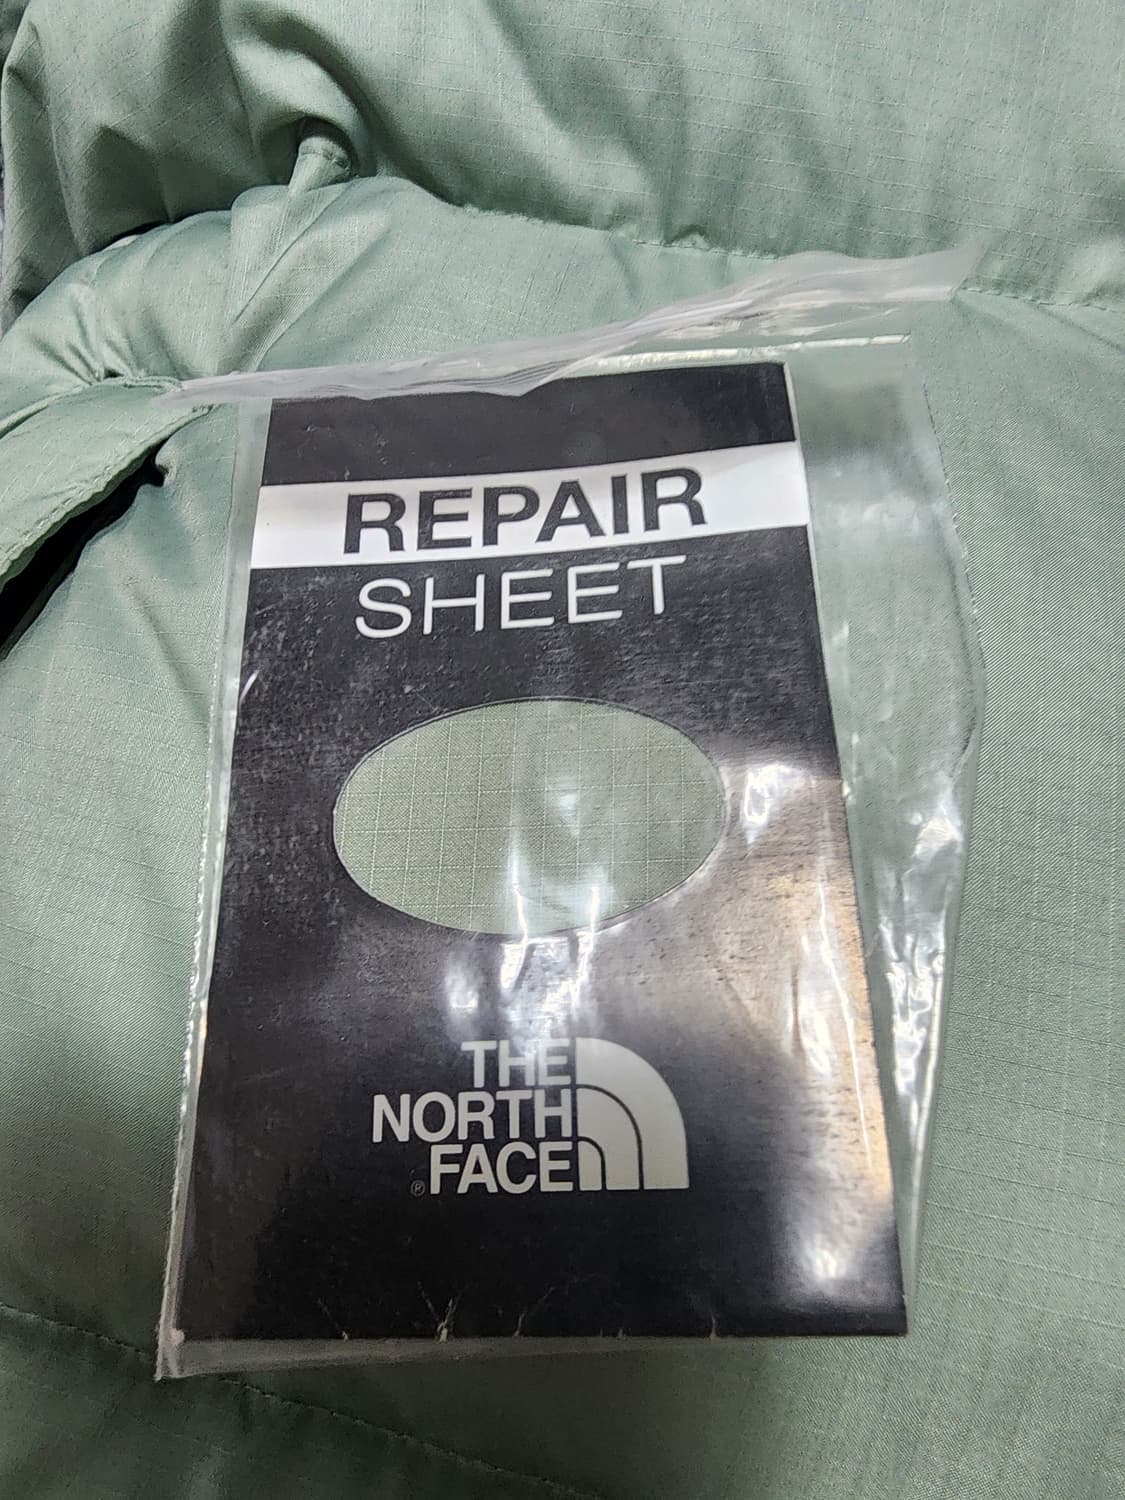 REPAIR
SHEET
THE
NORTH
® FACE